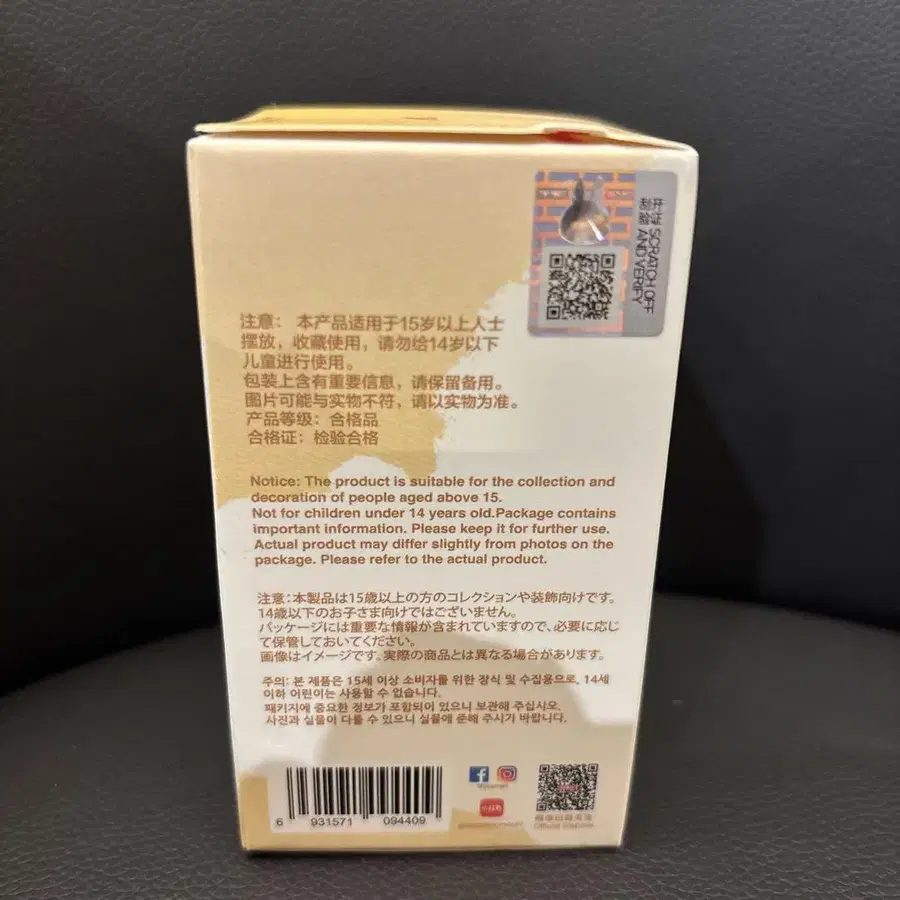 SCRATCH OFF
AND VERIFY
注意： 本产品适用于15岁以上人士
摆放，收藏使用，请勿给14岁以下
儿童进行使用。
包装上含有重要信息，请保留备用。
图片可能与实物不符，请以实物为准。
产品等级：合格品
合格证：检验合格
Notice: The product is suitable for the collection and
decoration of people aged above 15.
Not for children under 14 years old.Package contains
important information. Please keep it for further use.
Actual product may differ slightly from photos on the
package. Please refer to the actual product.
注意：本製品は15歳以上の方のコレクションや装飾向けです。
14歳以下のお子さま向けではございません。
パッケージには重要な情報が含まれていますので、必要に応じ
て保管しておいてください。
画像はイメージです。実際の商品とは異なる場合があります。
주의: 본 제품은 15세 이상 소비자를 위한 장식 및 수집용으로, 14세
이하 어린이는 사용할 수 없습니다.
패키지에 중요한 정보가 포함되어 있으니 보관해 주십시오.
사진과 실물이 다를 수 있으니 실물에 준해 주시기 바랍니다.
6 931571 094409
小红书
Official website